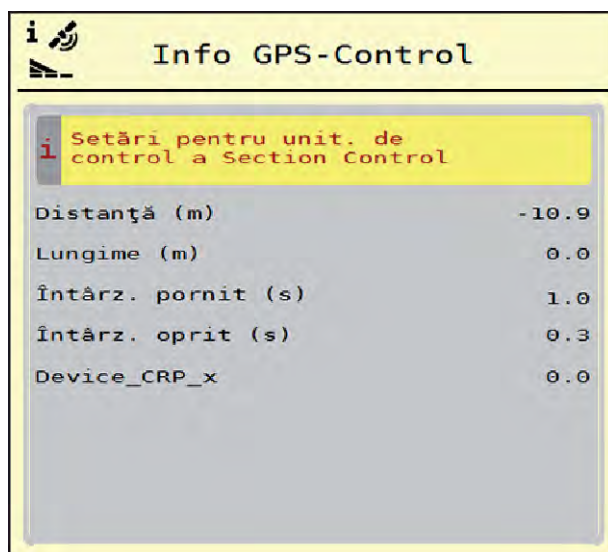 i
Info GPS-Control
i
Setări pentru unit. de
control a Section Control
Distanţă (m) -10.9
Lungime (m) 0.0
Întârz. pornit (s) 1.0
Întârz. oprit (s) 0.3
Device_CRP_x 0.0